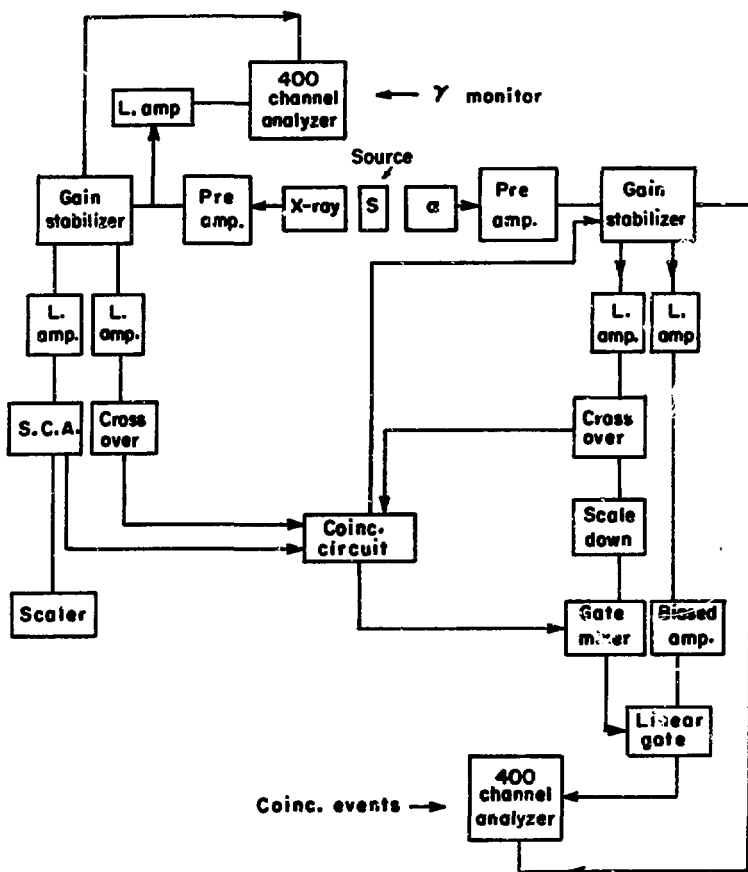 400
channel
analyzer
γ monitor
L. amp
Source
Gain
stabilizer
Pre
amp.
X-ray
S
α
Pre
amp.
Gain
stabilizer
L.
amp.
L.
amp.
L.
amp.
L.
amp
S.C.A.
Cross
over
Cross
over
Coinc.
circuit
Scale
down
Scaler
Gate
mixer
Biased
amp.
Linear
gate
400
channel
analyzer
Coinc. events